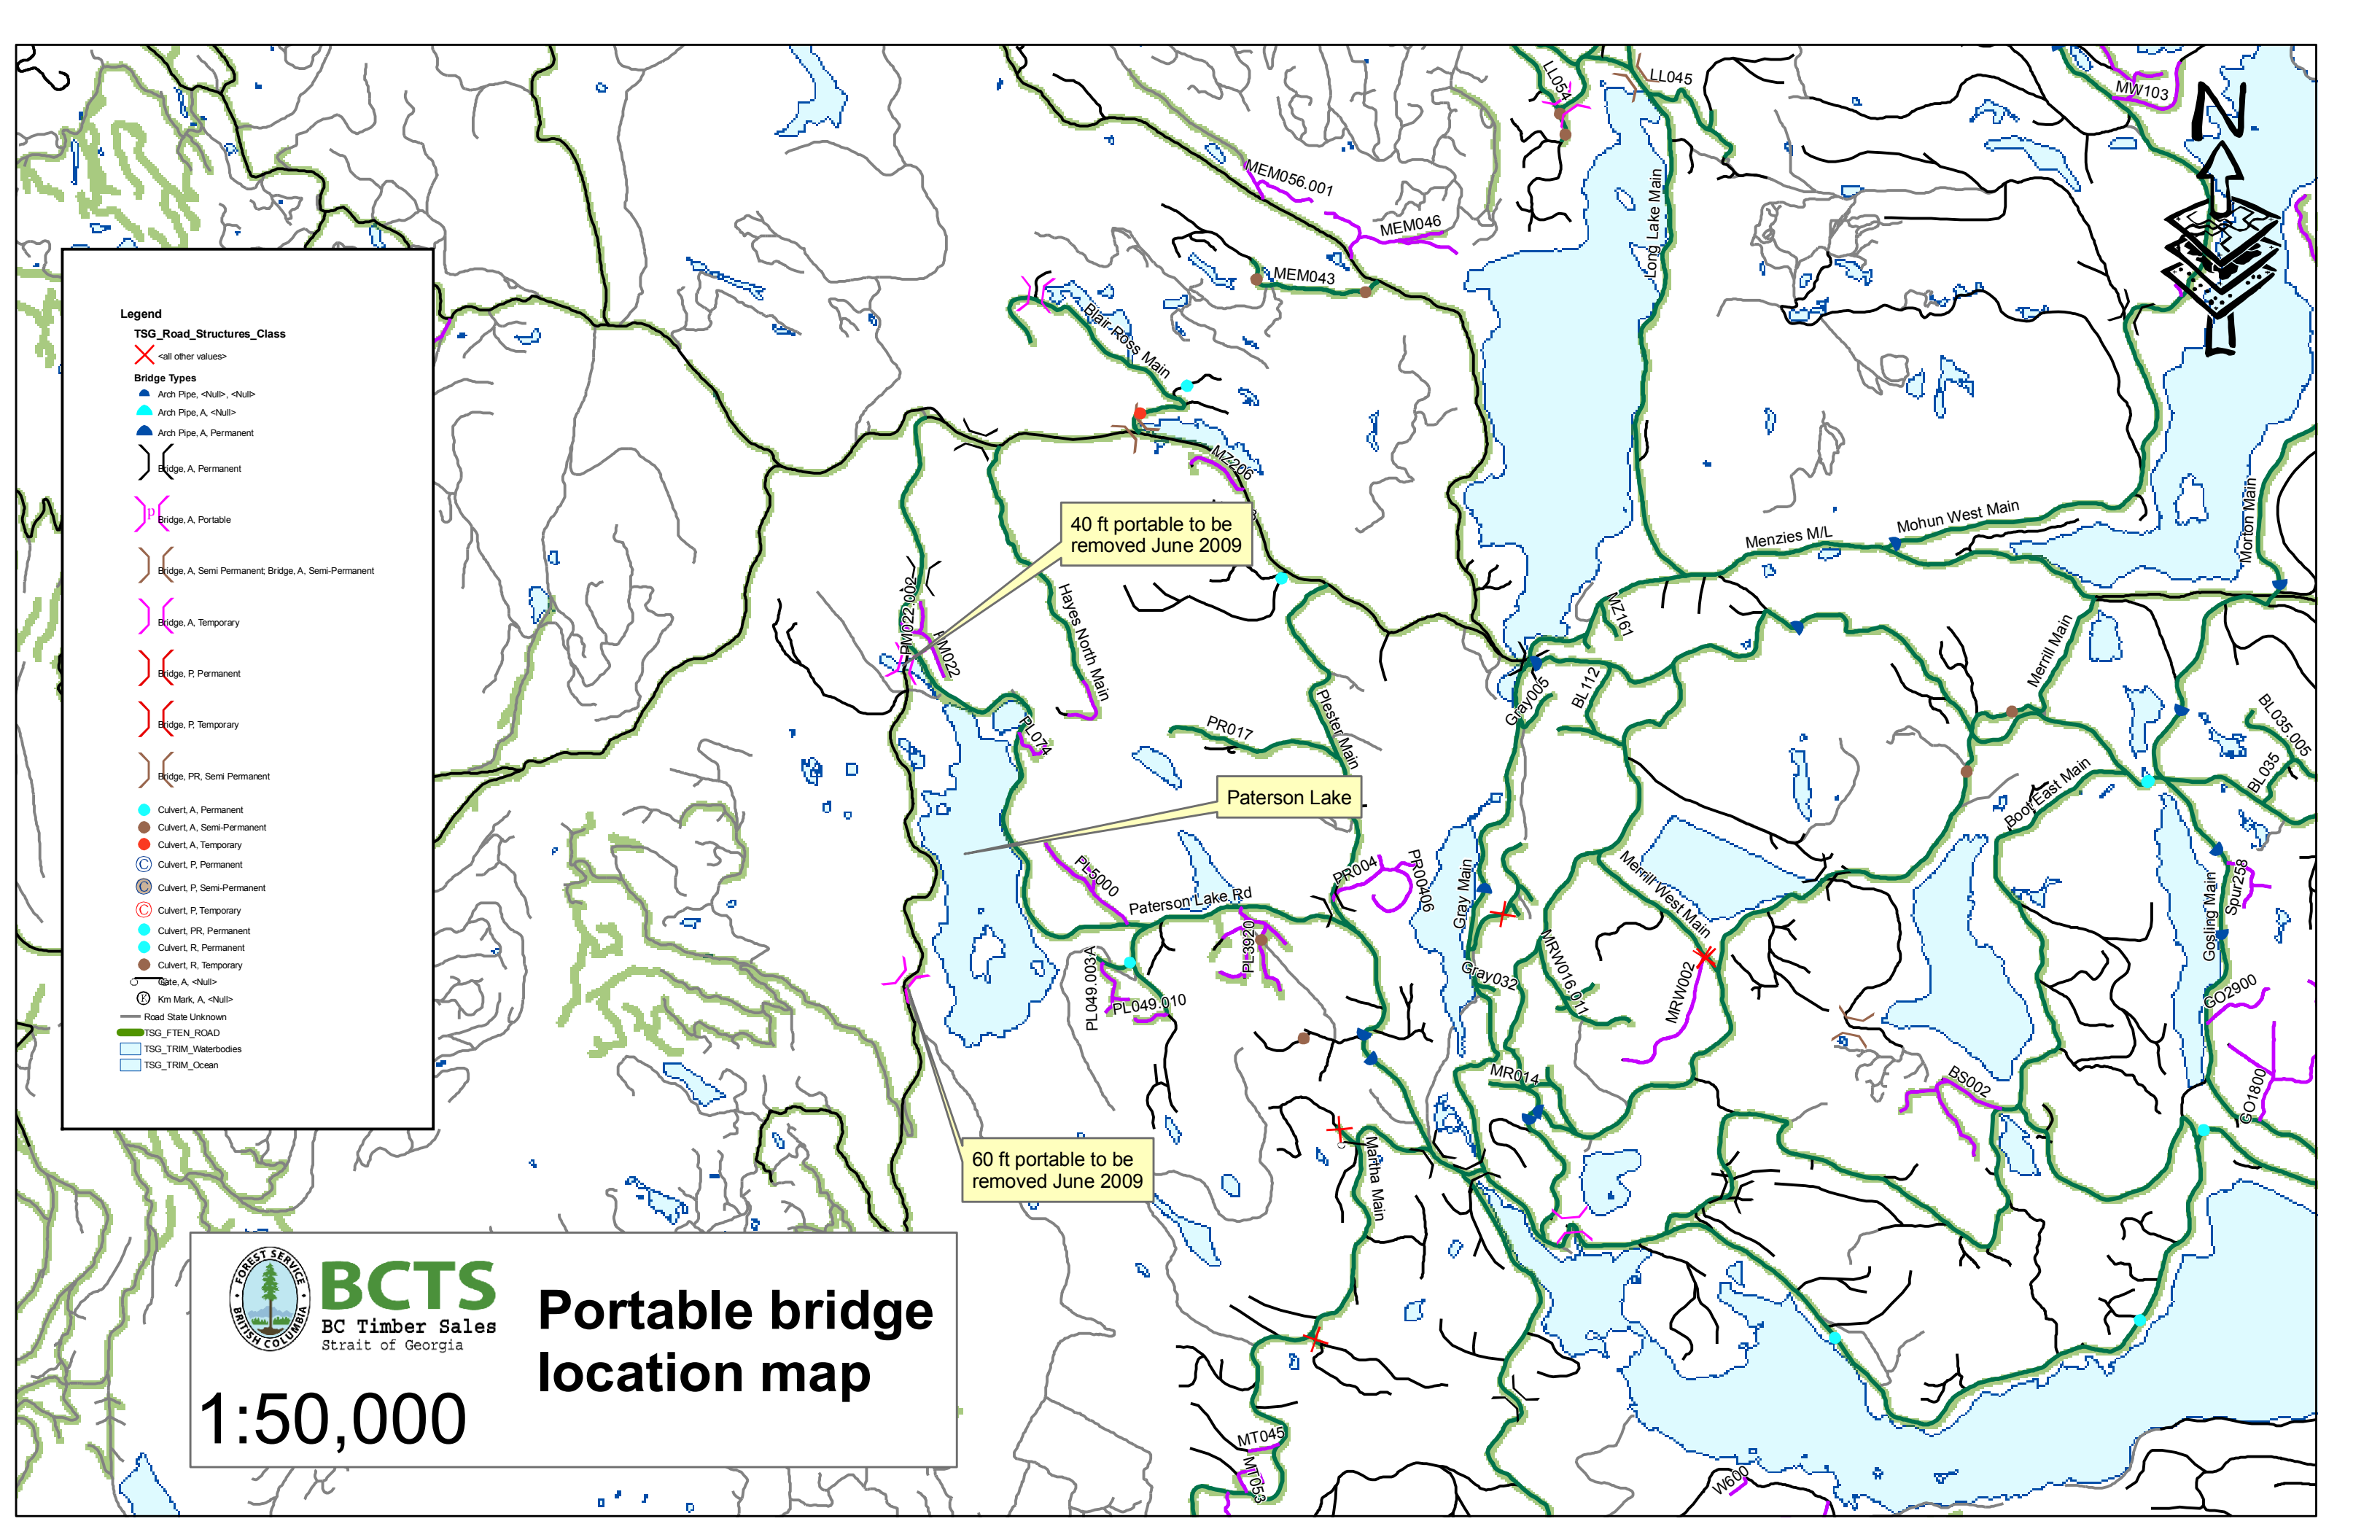 LL054
LL045
MW103
N
MEM056.001
MEM046
Long Lake Main
MEM043
Blair Ross Main
MZ206
Legend
TSG_Road_Structures_Class
<all other values>
Bridge Types
Arch Pipe, <Null>, <Null>
Arch Pipe, A, <Null>
Arch Pipe, A, Permanent
Bridge, A, Permanent
p
Bridge, A, Portable
Bridge, A, Semi Permanent; Bridge, A, Semi-Permanent
Bridge, A, Temporary
Bridge, P, Permanent
Bridge, P, Temporary
Bridge, PR, Semi Permanent
Culvert, A, Permanent
Culvert, A, Semi-Permanent
Culvert, A, Temporary
C Culvert, P, Permanent
C Culvert, P, Semi-Permanent
C Culvert, P, Temporary
Culvert, PR, Permanent
Culvert, R, Permanent
Culvert, R, Temporary
Gate, A, <Null>
K Km Mark, A, <Null>
Road State Unknown
TSG_FTEN_ROAD
TSG_TRIM_Waterbodies
TSG_TRIM_Ocean
40 ft portable to be
removed June 2009
Mohun West Main
Menzies M/L
Morton Main
PM022.002
Hayes North Main
MZ161
Merrill Main
BL112
Gray005
Plester Main
PR017
PL074
BL035.005
BL035
Boot East Main
Paterson Lake
PL5000
Paterson Lake Rd
PR004
PR00406
Gray Main
Merrill West Main
Gosling Main
Spur258
PL3920
PL049.003A
PL049.010
Gray032
MRW016.011
MRW002
GO2900
MR014
BS002
GO1800
Martha Main
60 ft portable to be
removed June 2009
FOREST SERVICE
BRITISH COLUMBIA
BCTS
BC Timber Sales
Strait of Georgia
Portable bridge
location map
1:50,000
MT045
MT053
W600